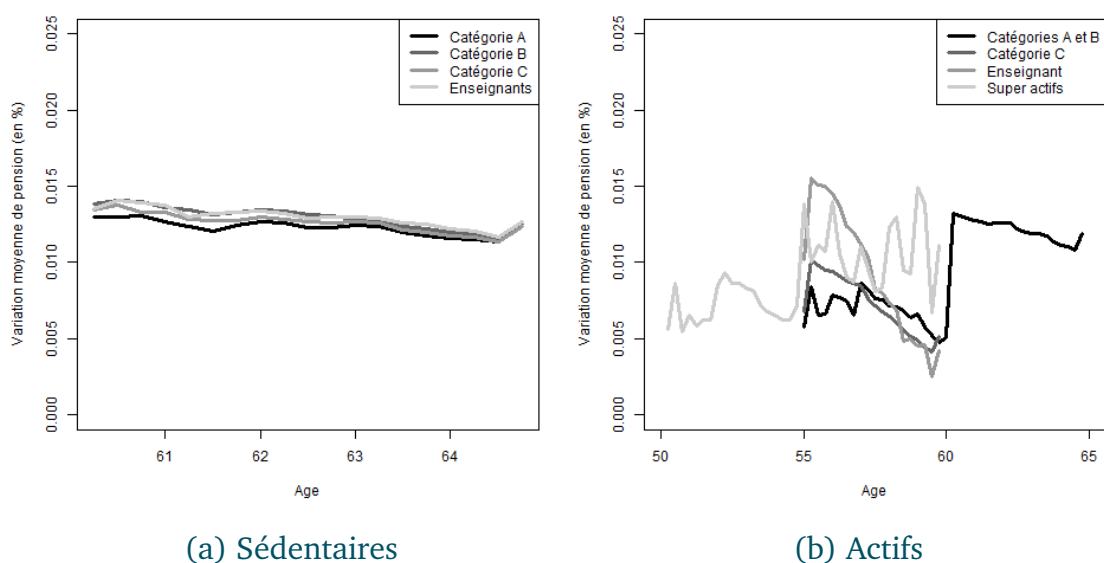 Variation moyenne de pension (en %)
0.025
0.020
0.015
0.010
0.005
0.000
Catégorie A
Catégorie B
Catégorie C
Enseignants
61 62 63 64
Age
(a) Sédentaires
Variation moyenne de pension (en %)
0.025
0.020
0.015
0.010
0.005
0.000
Catégories A et B
Catégorie C
Enseignant
Super actifs
50 55 60 65
Age
(b) Actifs